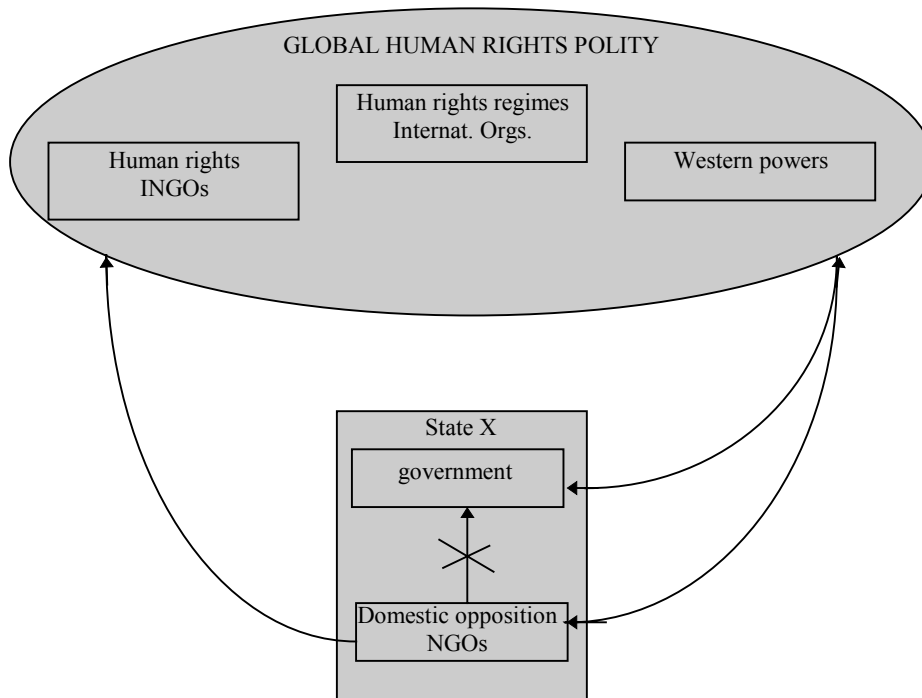 GLOBAL HUMAN RIGHTS POLITY
Human rights regimes
Internat. Orgs.
Human rights
INGOs
Western powers
State X
government
Domestic opposition
NGOs